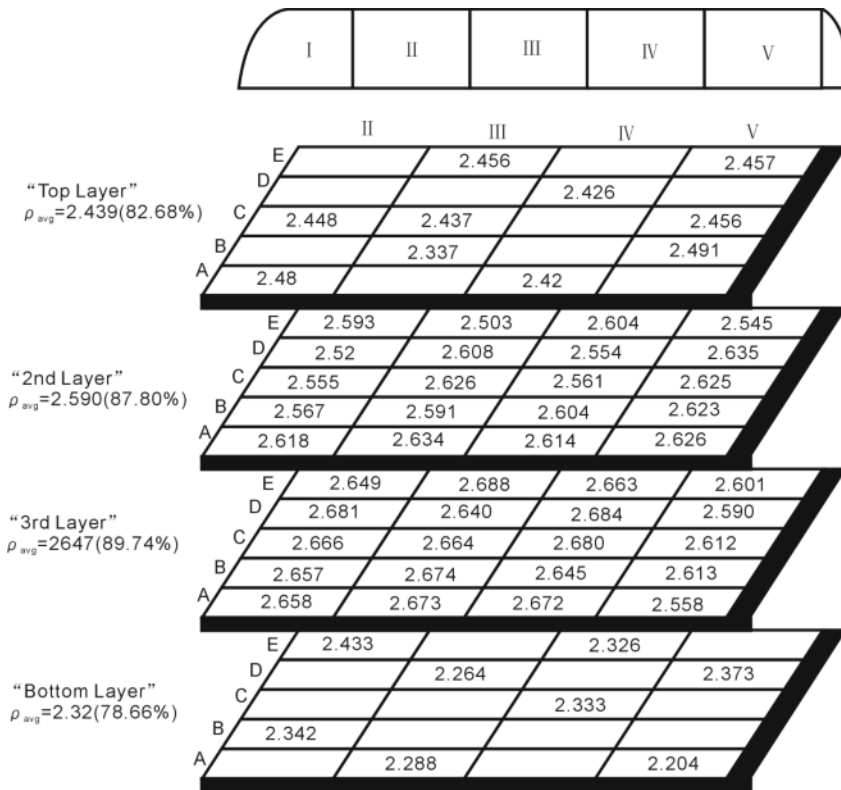 Ⅰ Ⅱ Ⅲ Ⅳ Ⅴ
Ⅱ Ⅲ Ⅳ Ⅴ
"Top Layer"
ρavg=2.439(82.68%)
E 2.456 2.457
D 2.426
C 2.448 2.437 2.456
B 2.337 2.491
A 2.48 2.42
"2nd Layer"
ρavg=2.590(87.80%)
E 2.593 2.503 2.604 2.545
D 2.52 2.608 2.554 2.635
C 2.555 2.626 2.561 2.625
B 2.567 2.591 2.604 2.623
A 2.618 2.634 2.614 2.626
"3rd Layer"
ρavg=2647(89.74%)
E 2.649 2.688 2.663 2.601
D 2.681 2.640 2.684 2.590
C 2.666 2.664 2.680 2.612
B 2.657 2.674 2.645 2.613
A 2.658 2.673 2.672 2.558
"Bottom Layer"
ρavg=2.32(78.66%)
E 2.433 2.326
D 2.264 2.373
C 2.333
B 2.342
A 2.288 2.204